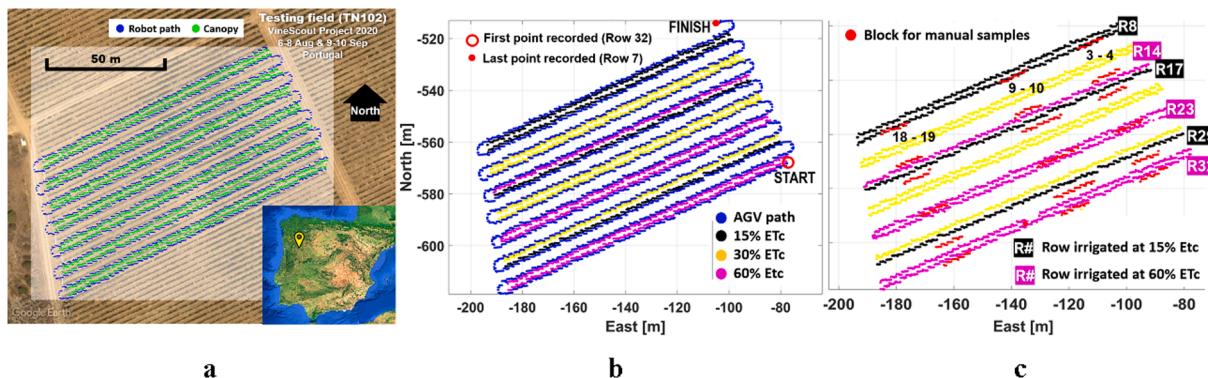 Robot path
Canopy
Testing field (TN102)
VineScout Project 2020
6-8 Aug & 9-10 Sep
Portugal
50 m
North
Google Earth
a
FINISH
First point recorded (Row 32)
Last point recorded (Row 7)
-520
-540
-560
-580
-600
North [m]
START
AGV path
15% ETc
30% ETc
60% Etc
-200
-180
-160
-140
-120
-100
-80
East [m]
b
Block for manual samples
R8
R14
R17
R23
R29
R32
3 - 4
9 - 10
18 - 19
R# Row irrigated at 15% Etc
R# Row irrigated at 60% ETc
-200
-180
-160
-140
-120
-100
-80
East [m]
c